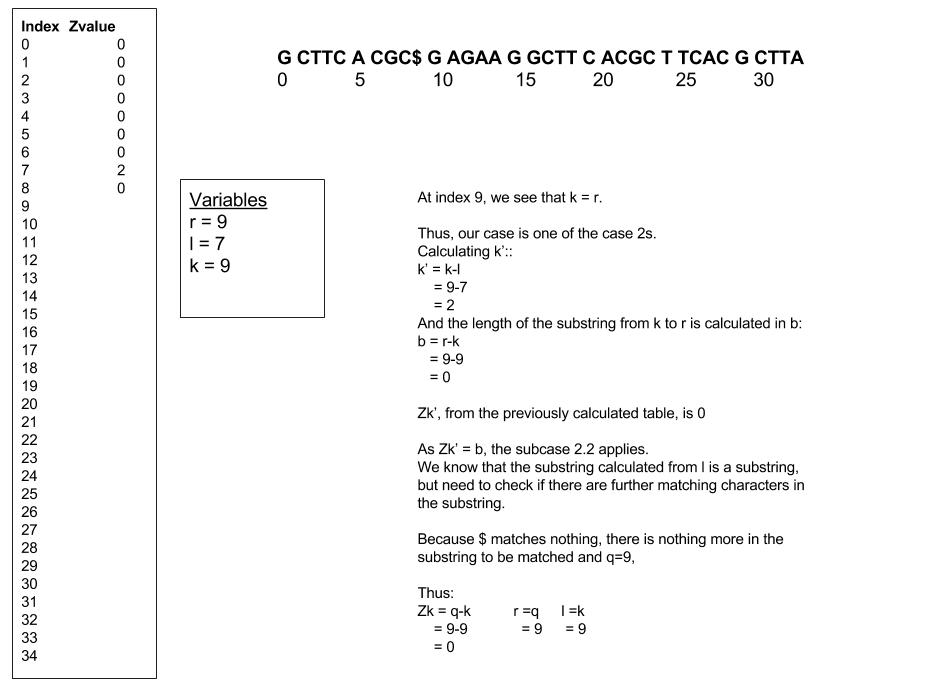 Index Zvalue
0 0
1 0
2 0
3 0
4 0
5 0
6 0
7 2
8 0
9
10
11
12
13
14
15
16
17
18
19
20
21
22
23
24
25
26
27
28
29
30
31
32
33
34
G CTTC A CGC$ G AGAA G GCTT C ACGC T TCAC G CTTA
0 5 10 15 20 25 30
Variables
r = 9
l = 7
k = 9
At index 9, we see that k = r.
Thus, our case is one of the case 2s.
Calculating k'::
k' = k-l
= 9-7
= 2
And the length of the substring from k to r is calculated in b:
b = r-k
= 9-9
= 0
Zk', from the previously calculated table, is 0
As Zk' = b, the subcase 2.2 applies.
We know that the substring calculated from l is a substring,
but need to check if there are further matching characters in
the substring.
Because $ matches nothing, there is nothing more in the
substring to be matched and q=9,
Thus:
Zk = q-k r =q l =k
= 9-9 = 9 = 9
= 0